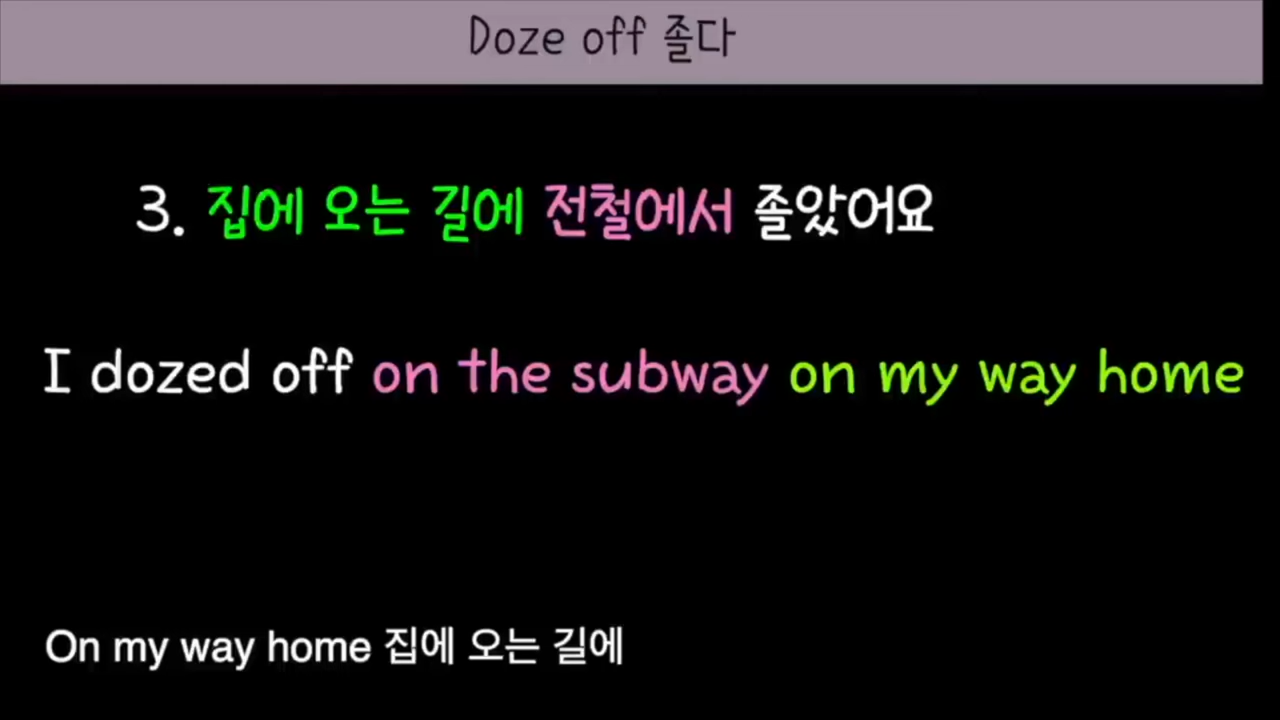 Doze off 졸다
3. 집에 오는 길에 전철에서 졸았어요
I dozed off on the subway on my way home
On my way home 집에 오는 길에